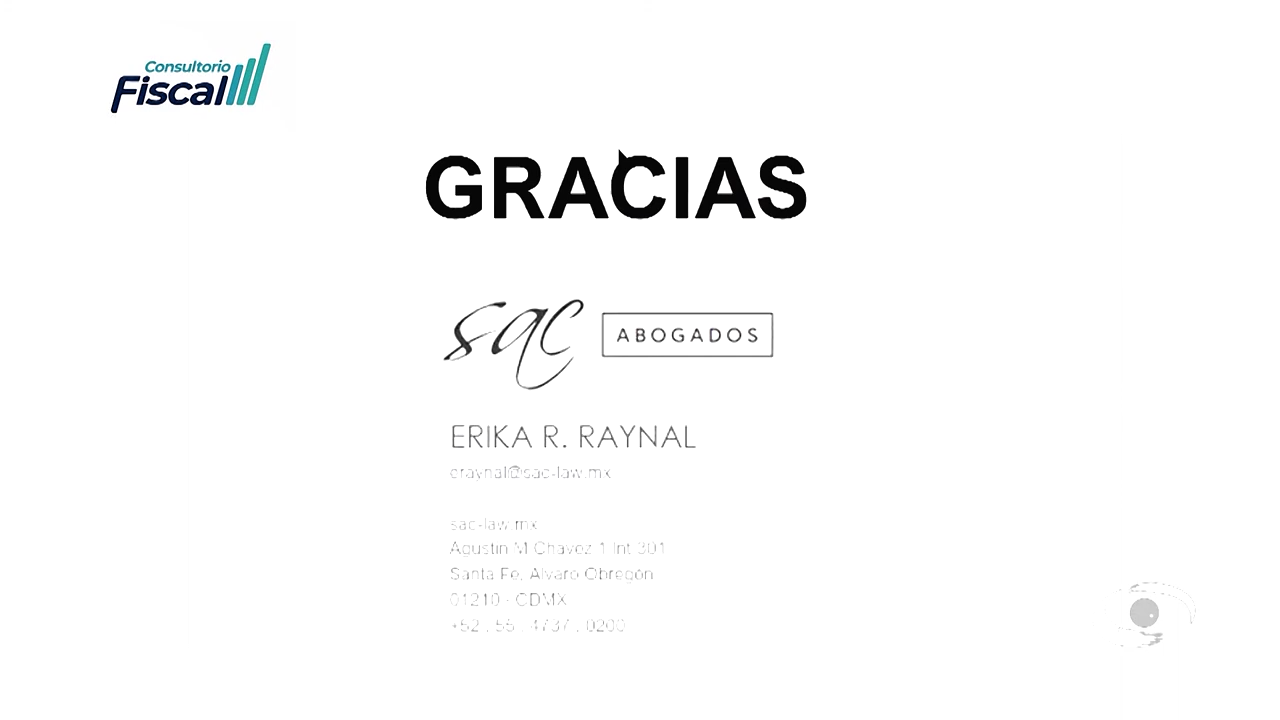 Consultorio
Fiscal
GRACIAS
sac ABOGADOS
ERIKA R. RAYNAL
eraynal@sac-law.mx
sac-law.mx
Agustin M Chavez 1 Int 301
Santa Fe, Alvaro Obregón
01210 - CDMX
+52 . 55 . 4737 . 0200